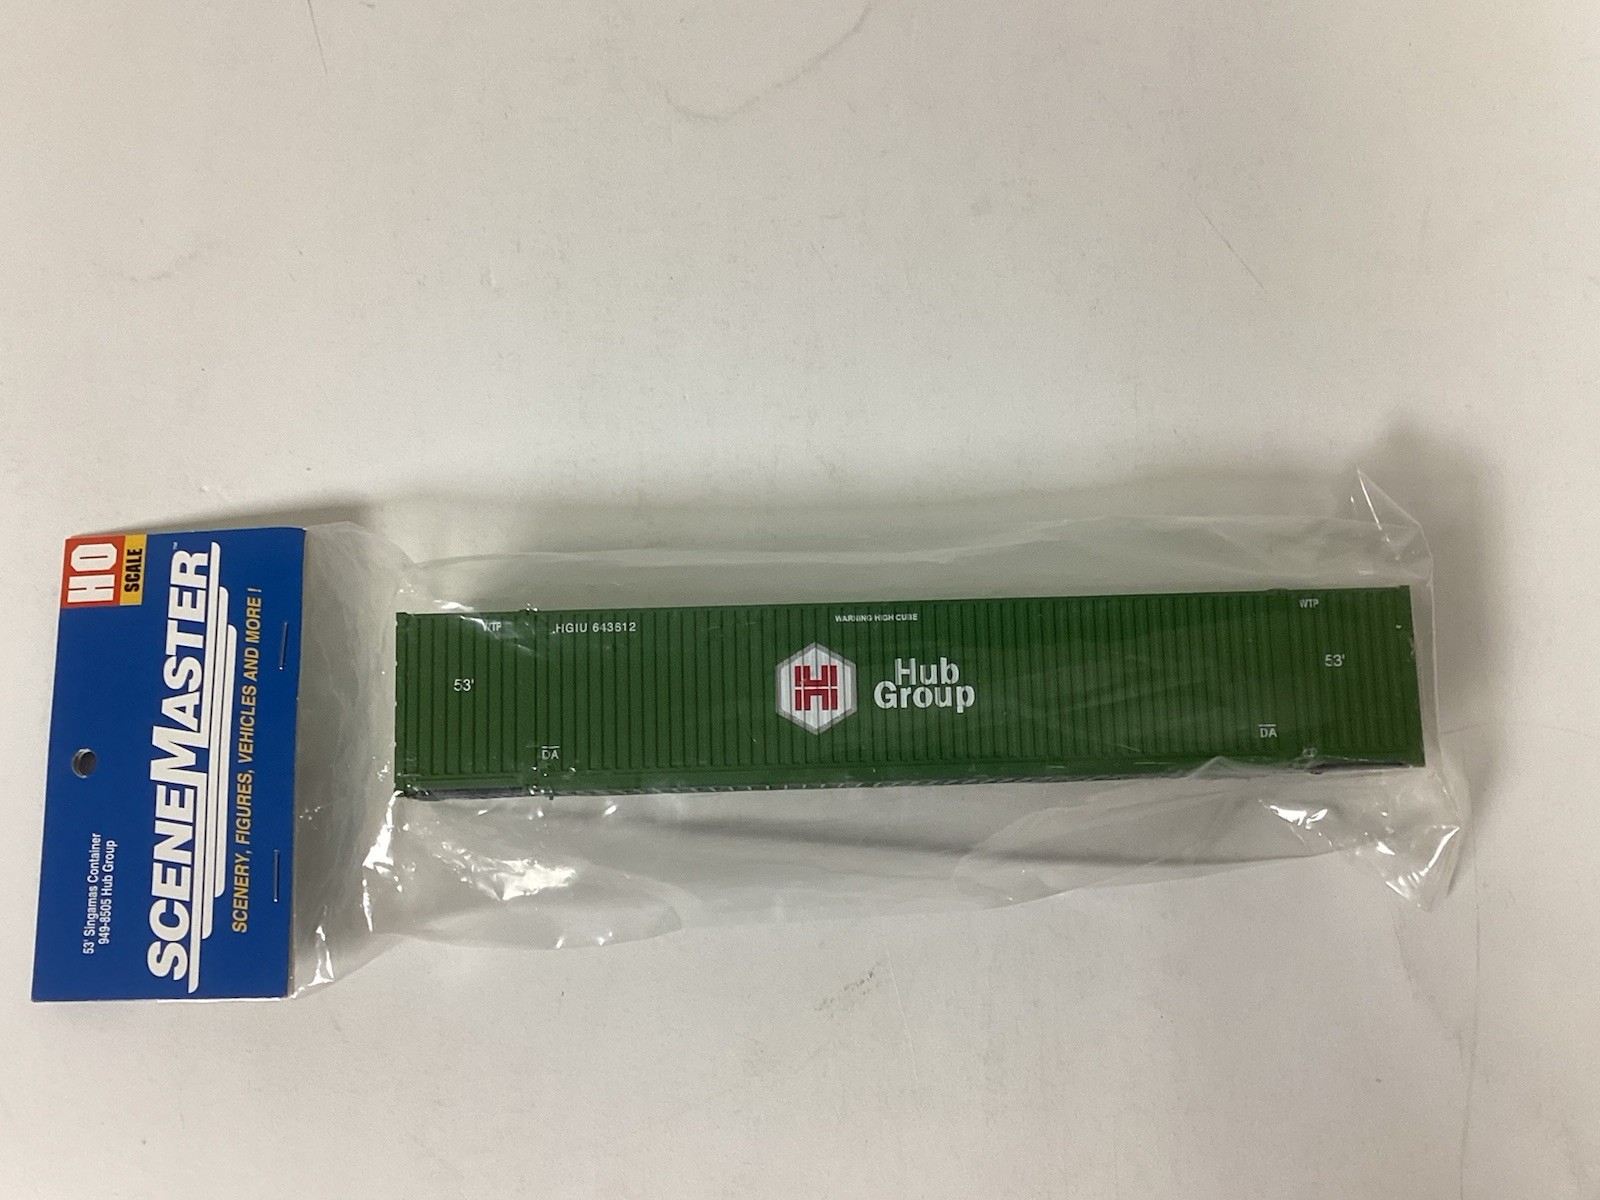 HO
SCALE
SCENEMASTER™
SCENERY, FIGURES, VEHICLES AND MORE !
53' Singamas Container
949-8505 Hub Group
WTP
HGIU 643612
WARNING HIGH CUBE
WTP
53'
H
Hub
Group
53'
DA
DA